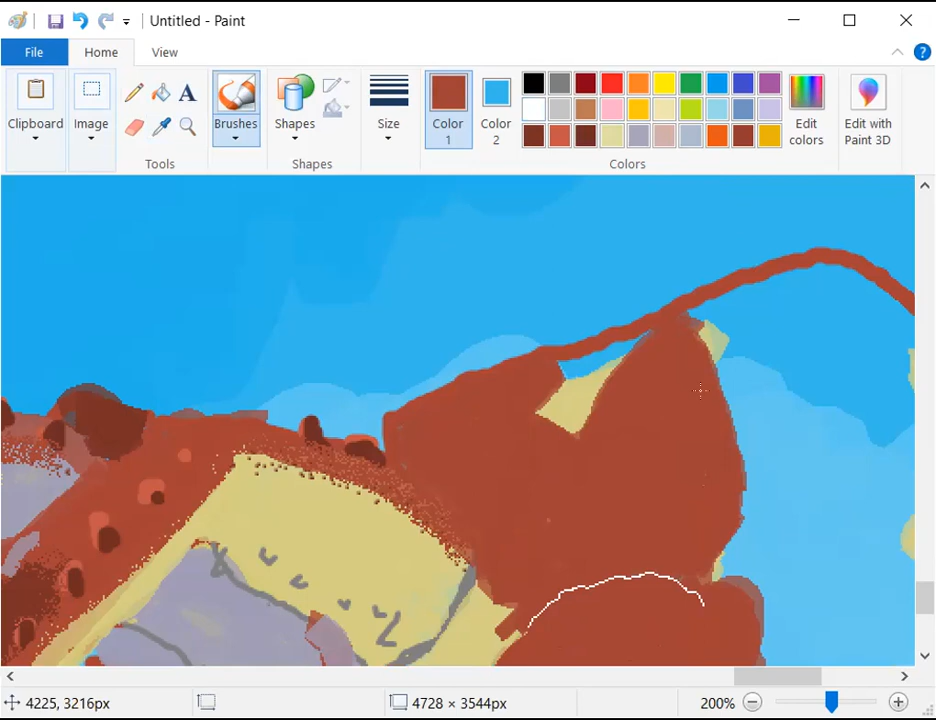 Untitled - Paint
File
Home
View
Clipboard
Image
A
Tools
Brushes
Shapes
Shapes
Size
Color
1
Color
2
Edit
colors
Colors
Edit with
Paint 3D
?
4225, 3216px
4728 × 3544px
200%